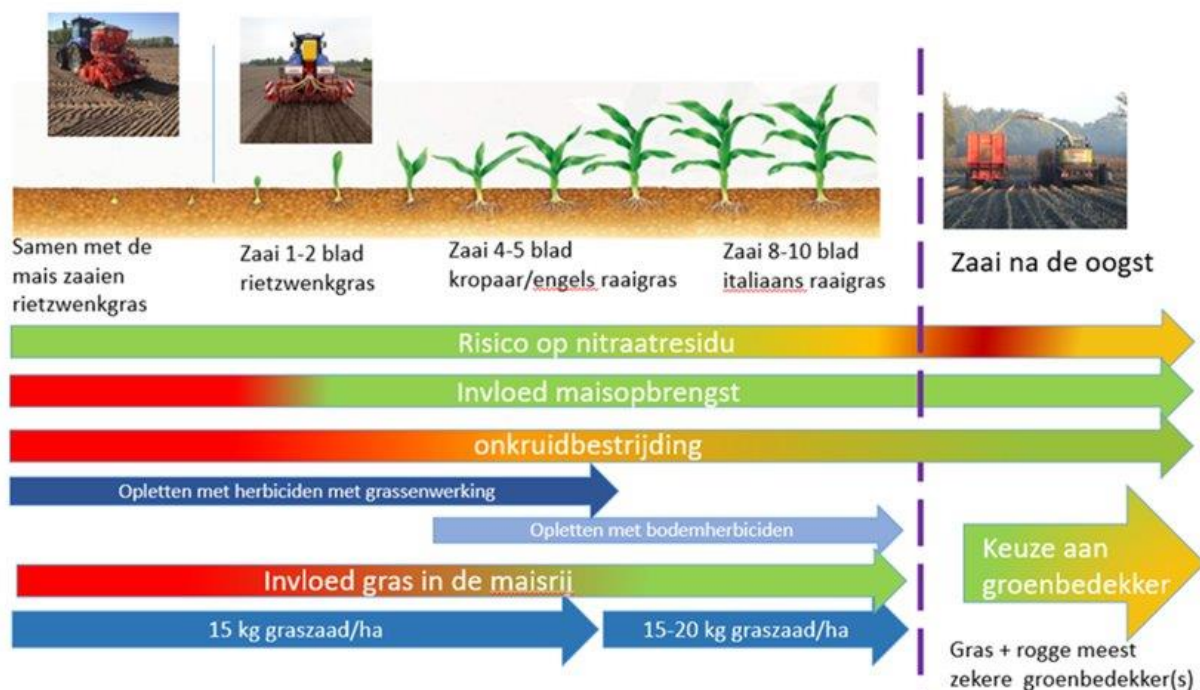 Samen met de
mais zaaien
rietzwenkgras
Zaai 1-2 blad
rietzwenkgras
Zaai 4-5 blad
kropaar/engels raaigras
Zaai 8-10 blad
italiaans raaigras
Zaai na de oogst
Risico op nitraatresidu
Invloed maisopbrengst
onkruidbestrijding
Opletten met herbiciden met grassenwerking
Opletten met bodemherbiciden
Invloed gras in de maisrij
15 kg graszaad/ha
15-20 kg graszaad/ha
Keuze aan
groenbedekker
Gras + rogge meest
zekere groenbedekker(s)